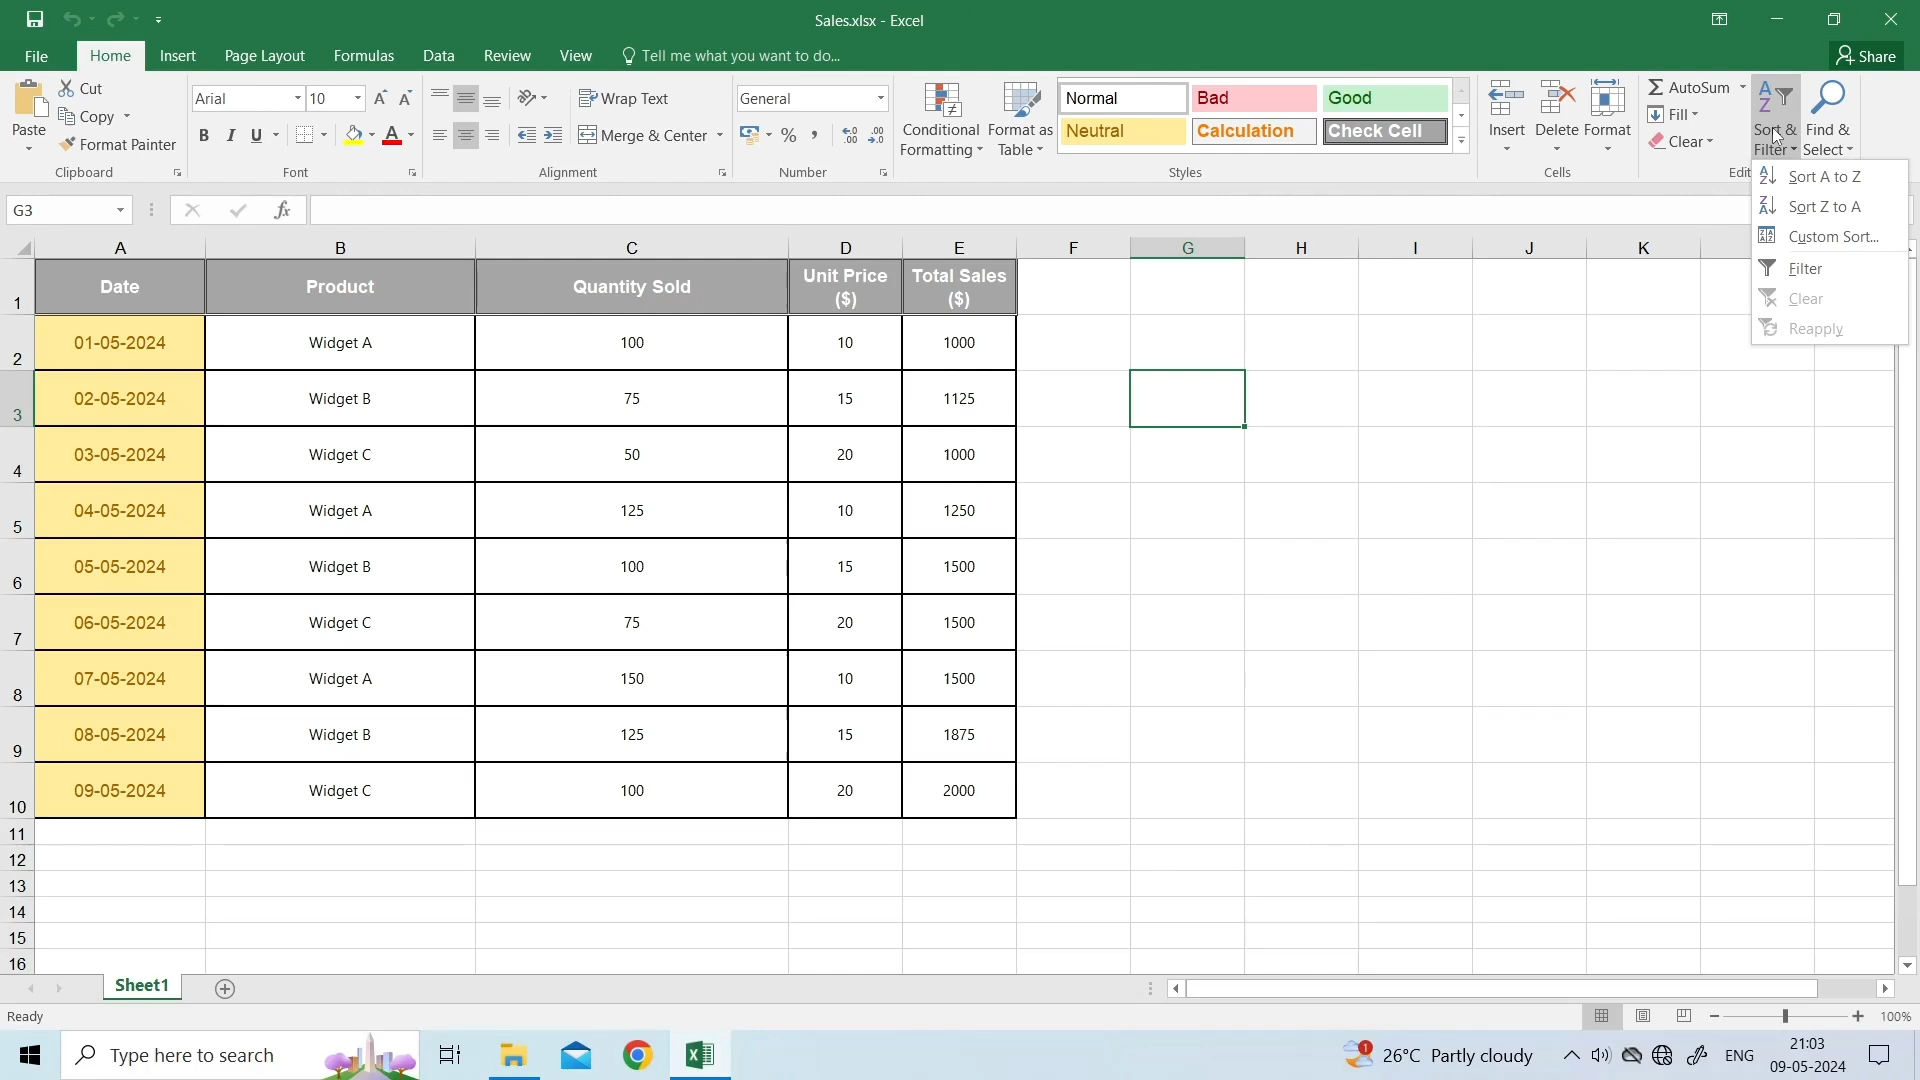 Sales.xlsx - Excel
File Home Insert Page Layout Formulas Data Review View Tell me what you want to do... Share
Paste
Cut
Copy
Format Painter
Clipboard
Arial 10
B I U
Font
Wrap Text
Merge & Center
Alignment
General
%
Number
Conditional Formatting
Format as Table
Normal Bad Good
Neutral Calculation Check Cell
Styles
Insert Delete Format
Cells
AutoSum
Fill
Clear
Sort & Filter
Find & Select
Edit
Sort A to Z
Sort Z to A
Custom Sort...
Filter
Clear
Reapply
G3 fx
A B C D E F G H I J K
1 Date Product Quantity Sold Unit Price ($) Total Sales ($)
2 01-05-2024 Widget A 100 10 1000
3 02-05-2024 Widget B 75 15 1125
4 03-05-2024 Widget C 50 20 1000
5 04-05-2024 Widget A 125 10 1250
6 05-05-2024 Widget B 100 15 1500
7 06-05-2024 Widget C 75 20 1500
8 07-05-2024 Widget A 150 10 1500
9 08-05-2024 Widget B 125 15 1875
10 09-05-2024 Widget C 100 20 2000
11
12
13
14
15
16
Sheet1
Ready 100%
Type here to search 1 26°C Partly cloudy ENG 21:03
09-05-2024